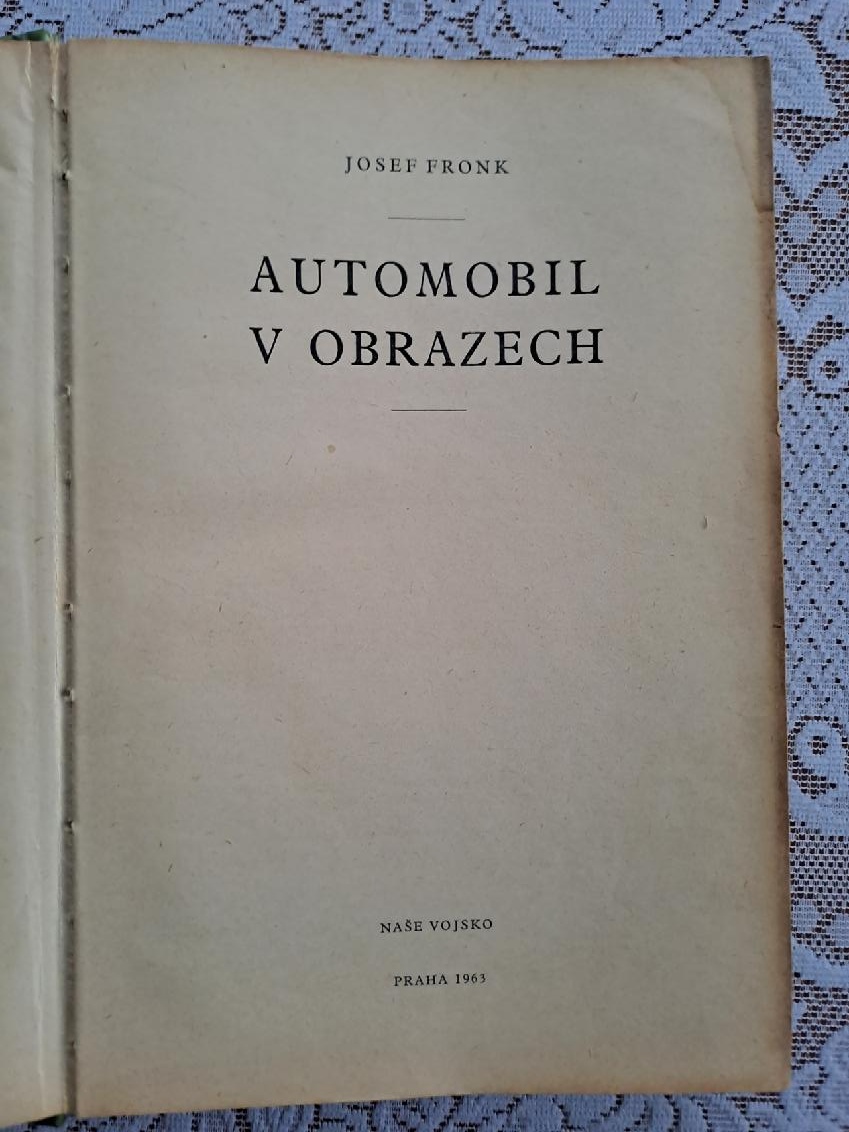 JOSEF FRONK
AUTOMOBIL
V OBRAZECH
NAŠE VOJSKO
PRAHA 1963